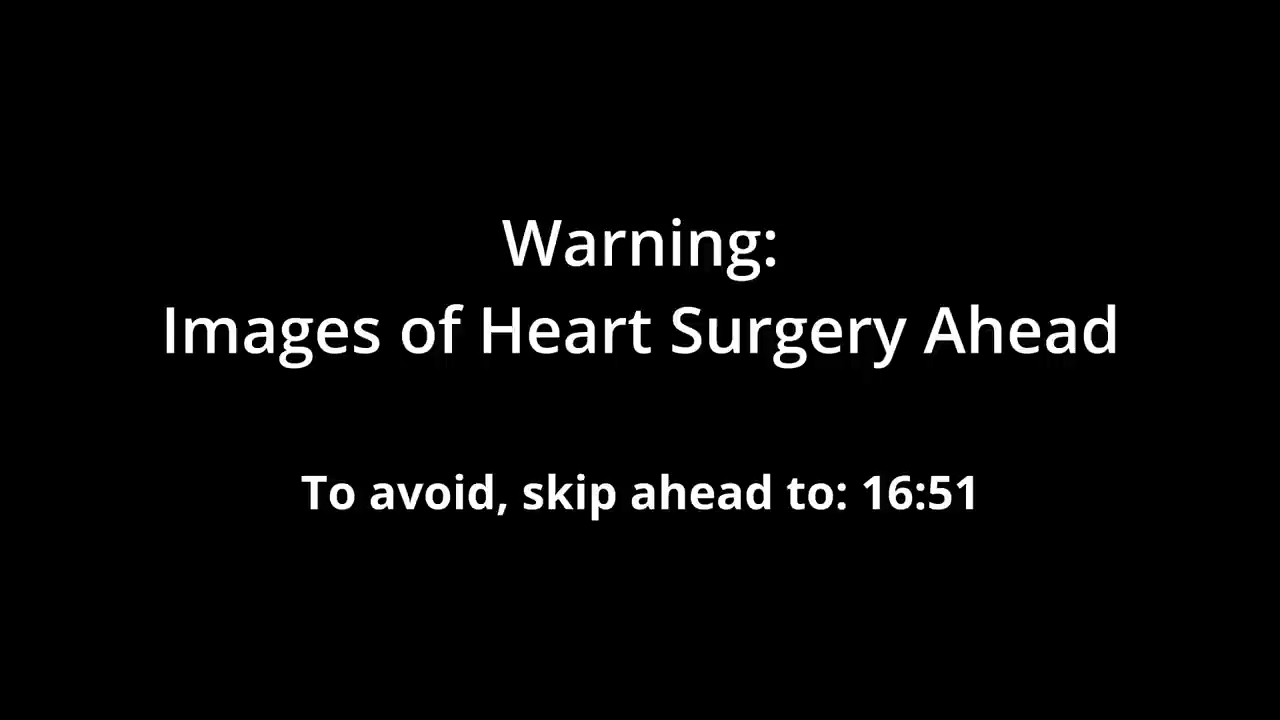 Warning:
Images of Heart Surgery Ahead
To avoid, skip ahead to: 16:51